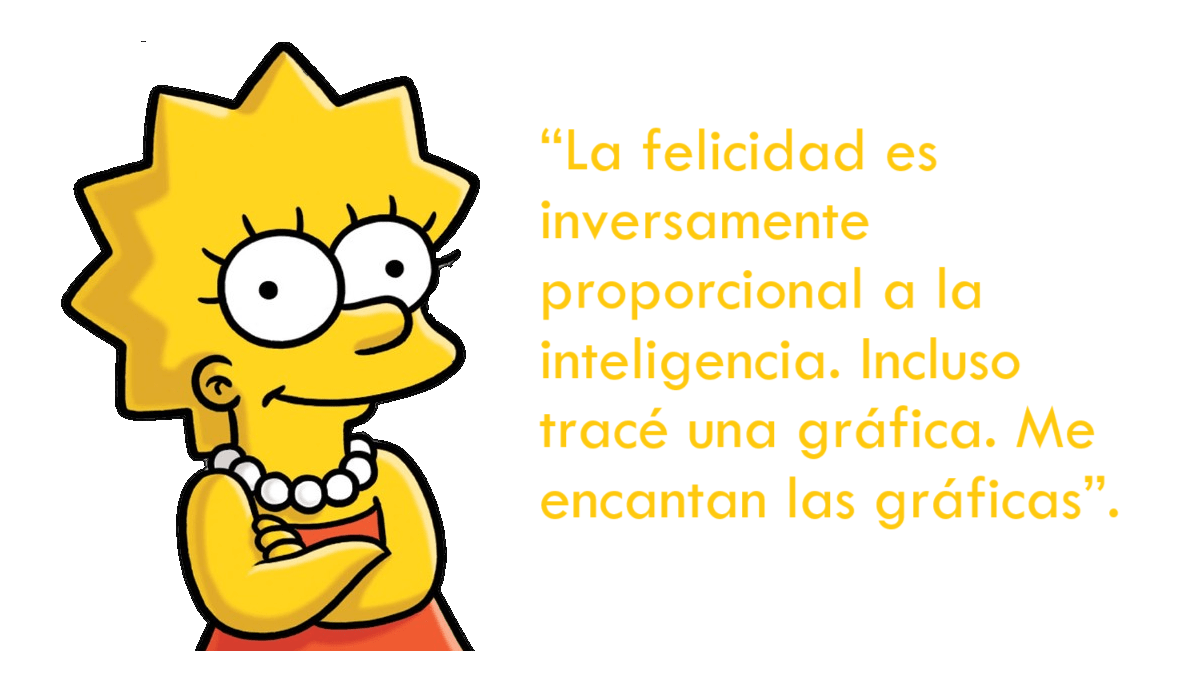 “La felicidad es
inversamente
proporcional a la
inteligencia. Incluso
tracé una gráfica. Me
encantan las gráficas”.